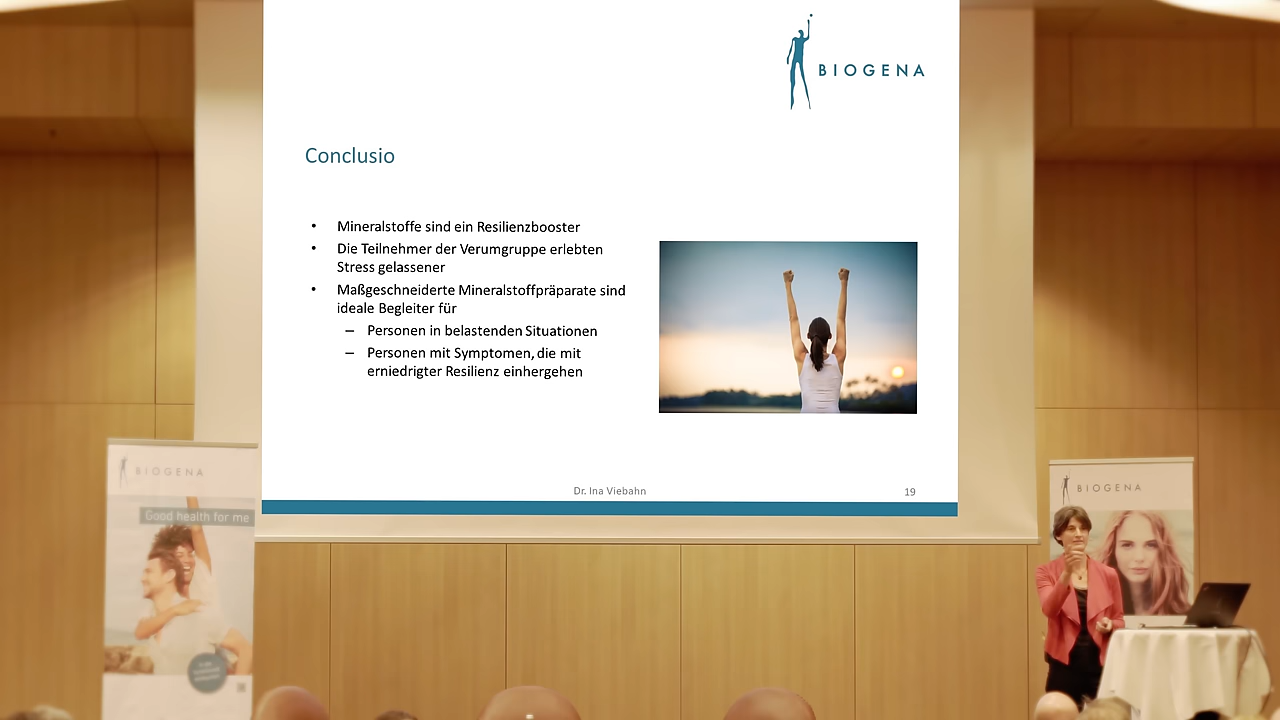 BIOGENA
Conclusio
• Mineralstoffe sind ein Resilienzbooster
• Die Teilnehmer der Verumgruppe erlebten
Stress gelassener
• Maßgeschneiderte Mineralstoffpräparate sind
ideale Begleiter für
– Personen in belastenden Situationen
– Personen mit Symptomen, die mit
erniedrigter Resilienz einhergehen
Dr. Ina Viebahn
19
BIOGENA
Good health for me
BIOGENA